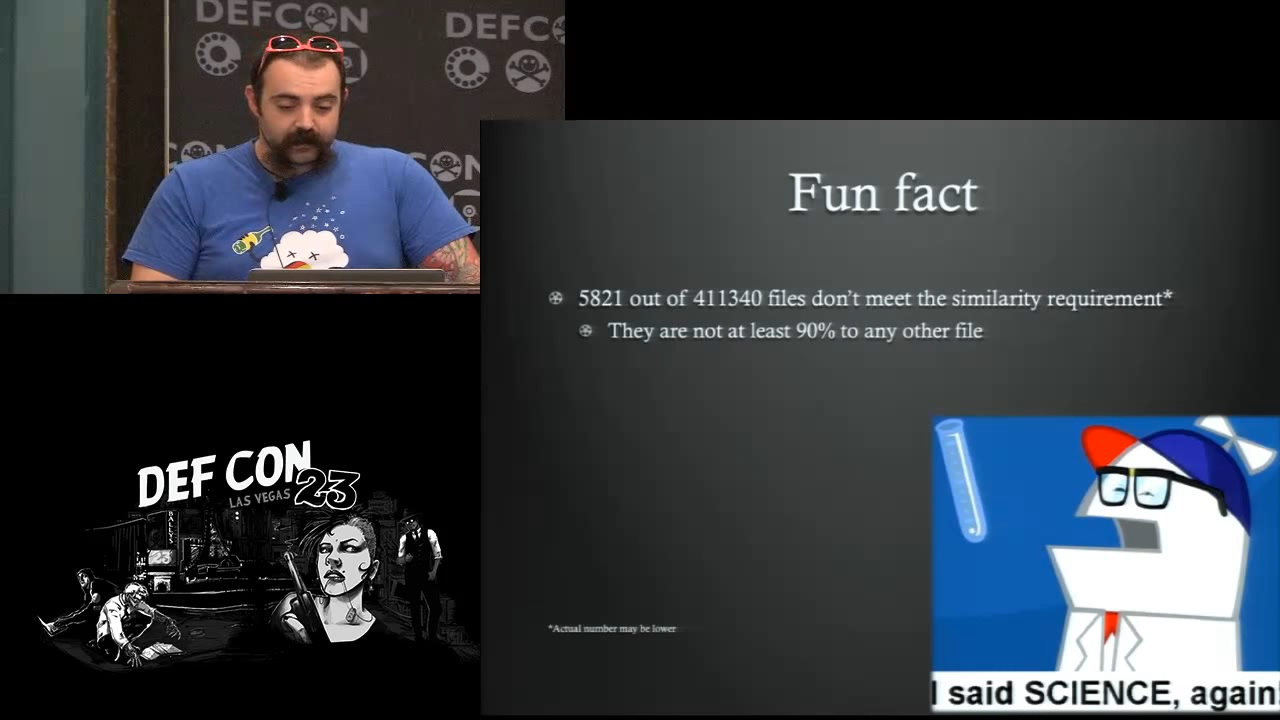 DEFCON
DEFC
CON
Fun fact
5821 out of 411340 files don't meet the similarity requirement*
They are not at least 90% to any other file
DEF CON
LAS VEGAS 23
BALLYS
23
*Actual number may be lower
I said SCIENCE, again!